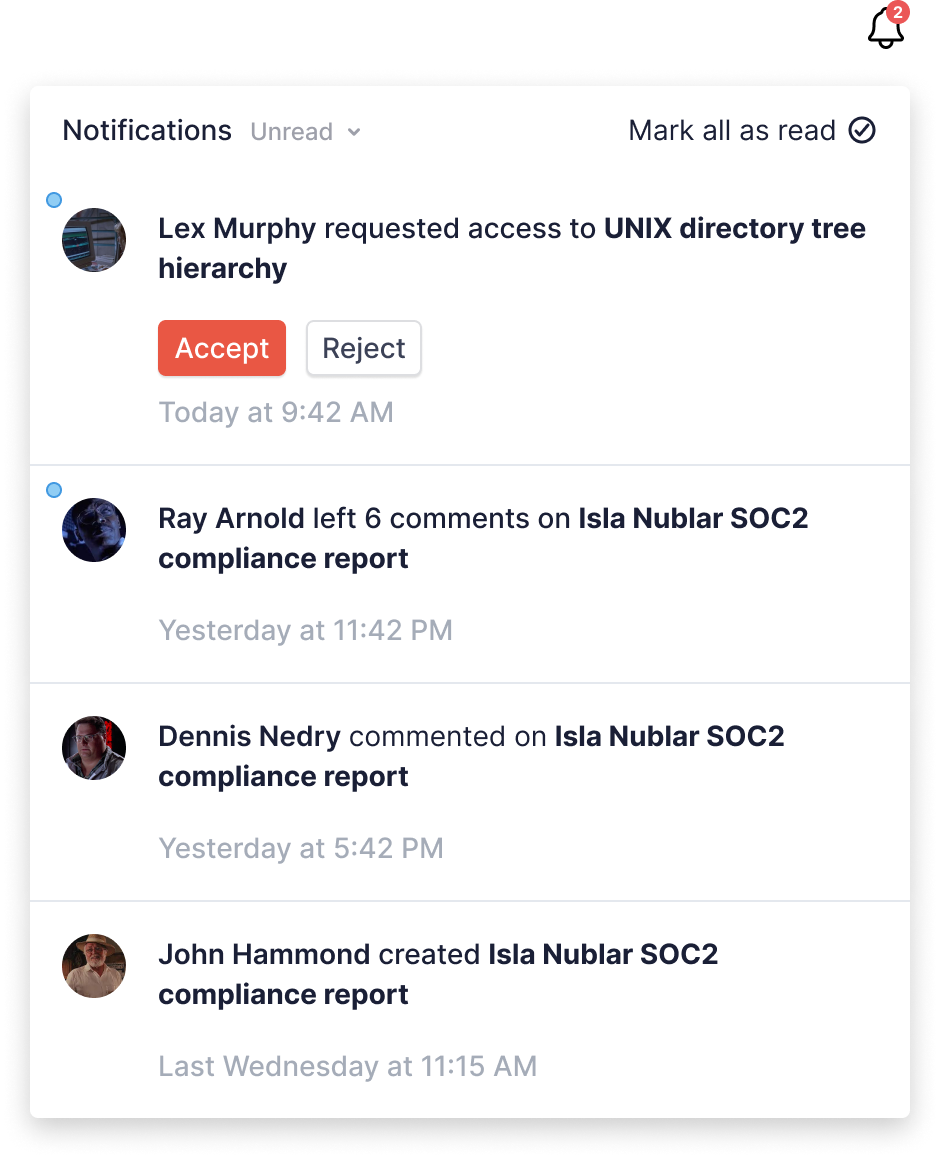 2
Notifications Unread Mark all as read
Lex Murphy requested access to UNIX directory tree
hierarchy
Accept Reject
Today at 9:42 AM
Ray Arnold left 6 comments on Isla Nublar SOC2
compliance report
Yesterday at 11:42 PM
Dennis Nedry commented on Isla Nublar SOC2
compliance report
Yesterday at 5:42 PM
John Hammond created Isla Nublar SOC2
compliance report
Last Wednesday at 11:15 AM